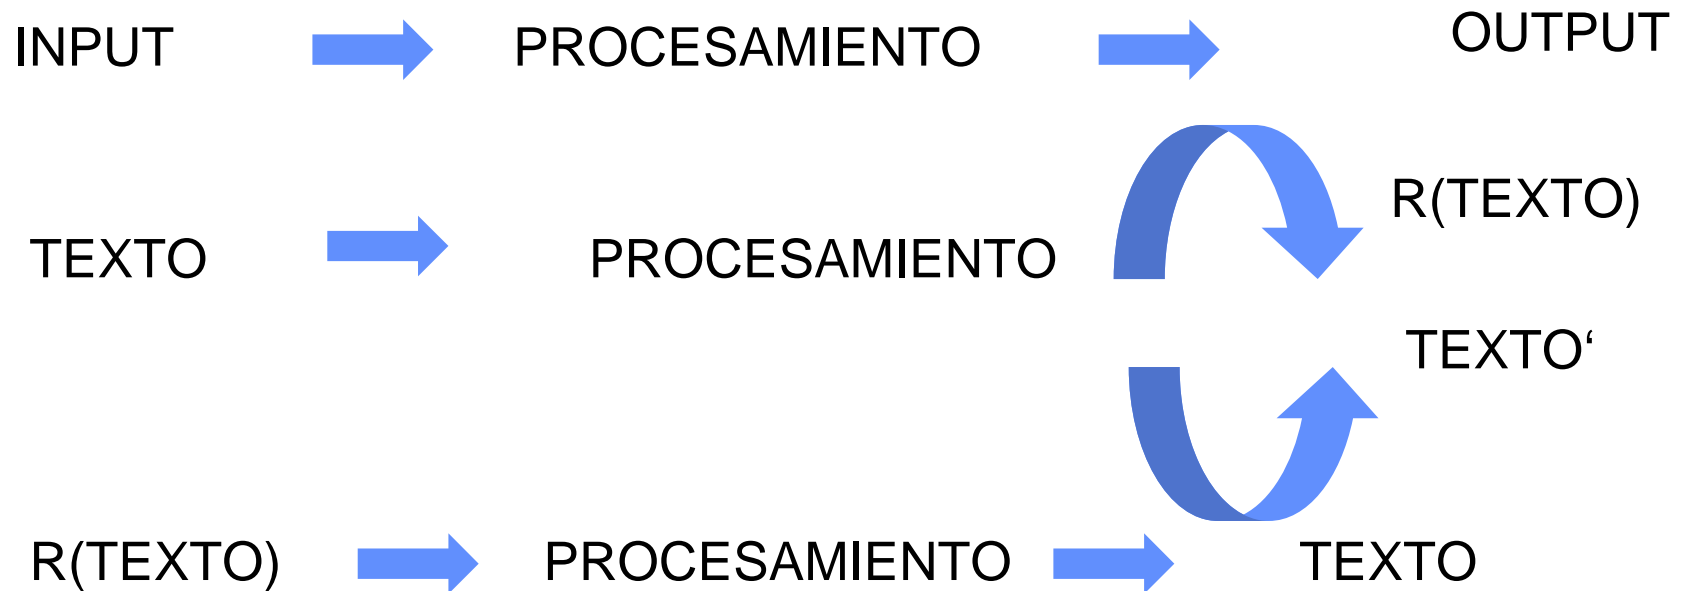 INPUT PROCESAMIENTO OUTPUT
R(TEXTO)
TEXTO PROCESAMIENTO
TEXTO‘
R(TEXTO) PROCESAMIENTO TEXTO